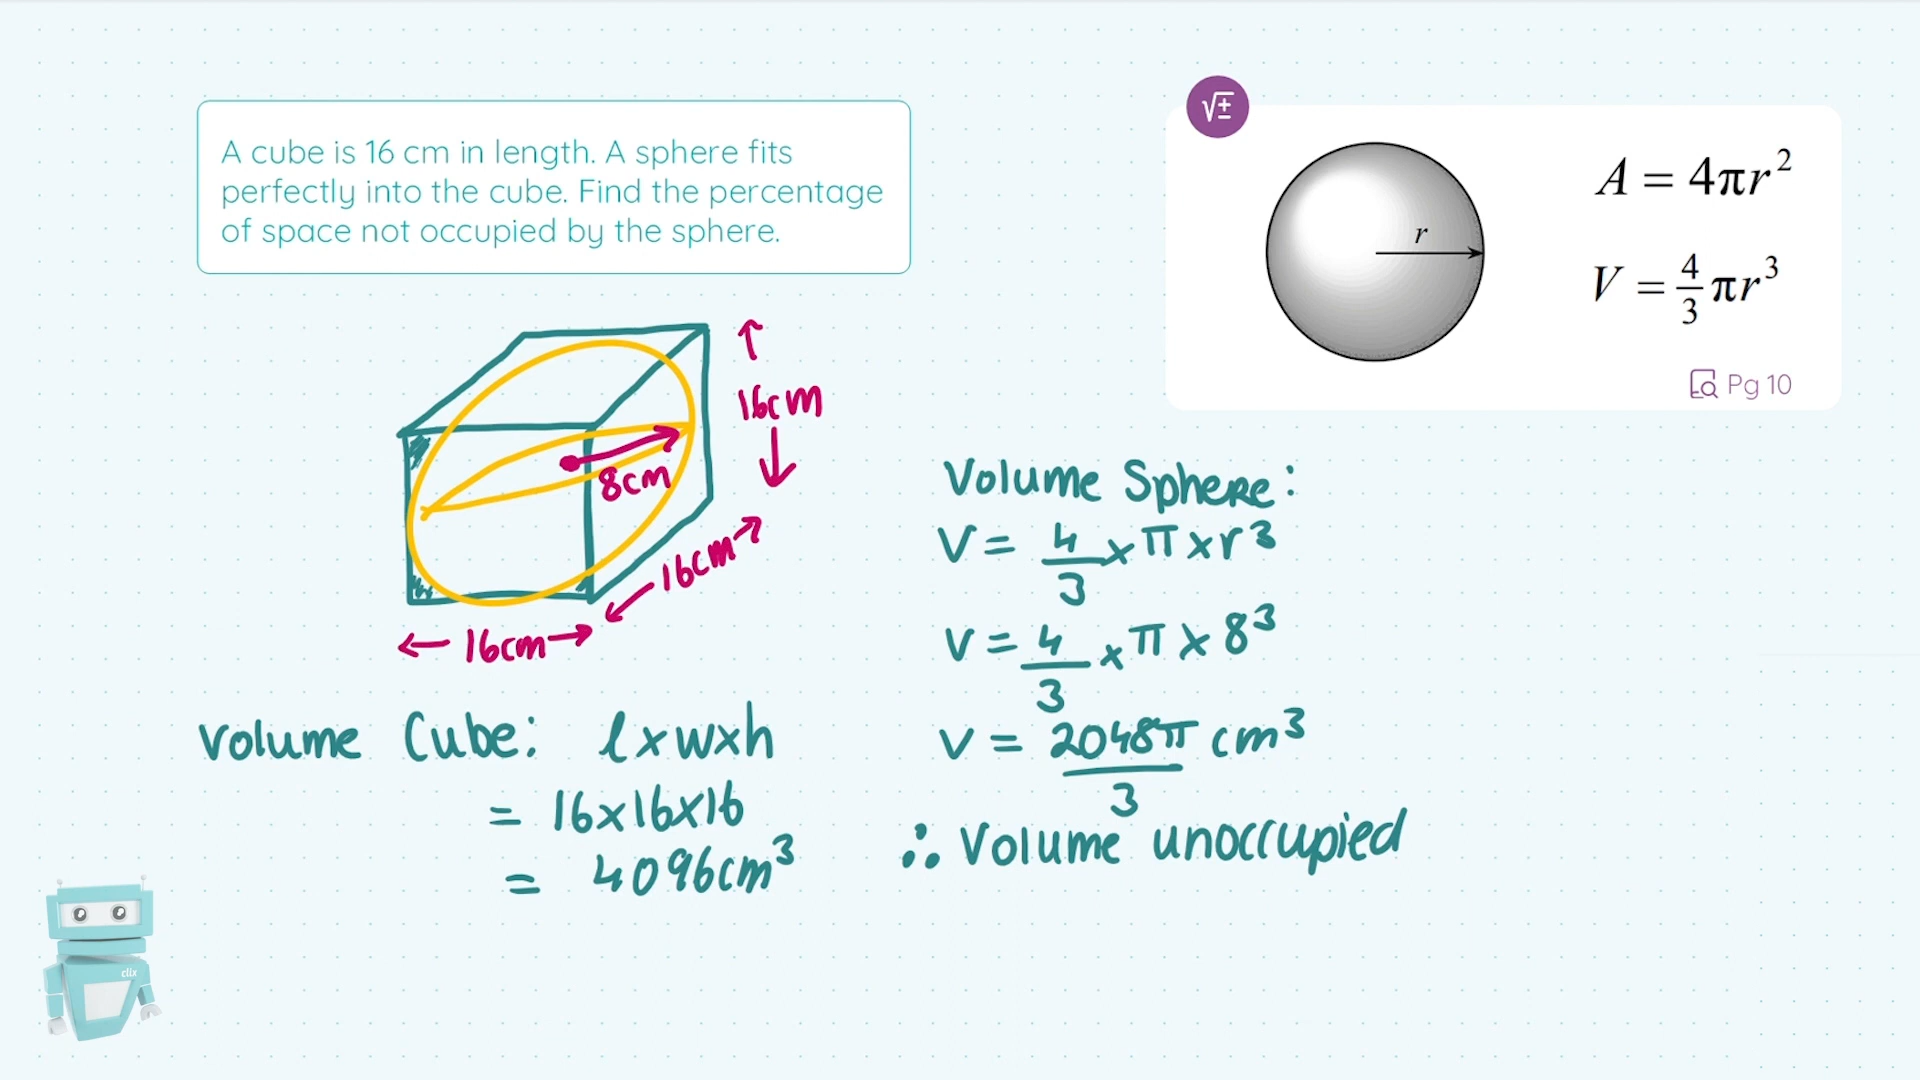 A cube is 16 cm in length. A sphere fits
perfectly into the cube. Find the percentage
of space not occupied by the sphere.
√±
r
A = 4πr²
V = 4/3 πr³
Pg 10
16cm
8cm
16cm
16cm
Volume Cube: l×w×h
= 16×16×16
= 4096cm³
Volume Sphere:
V = 4/3 × π × r³
V = 4/3 × π × 8³
V = 2048π/3 cm³
∴ Volume unoccupied
clix